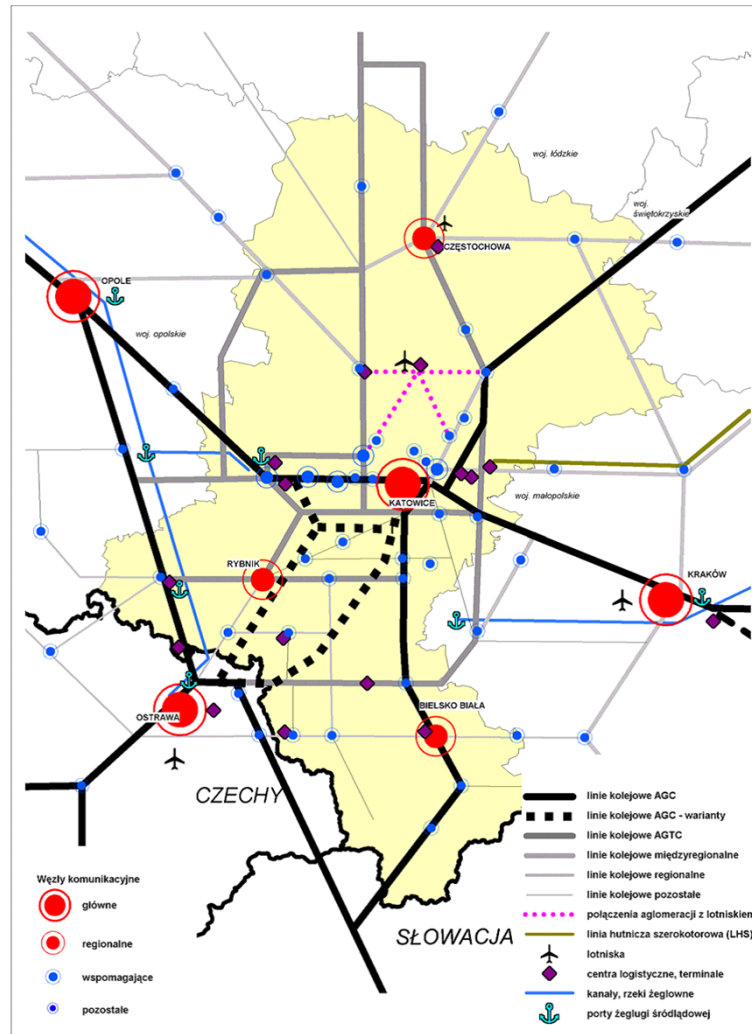 woj. łódzkie
woj.
świętokrzyskie
CZĘSTOCHOWA
OPOLE
woj. opolskie
KATOWICE
woj. małopolskie
RYBNIK
KRAKÓW
OSTRAWA
BIELSKO BIAŁA
CZECHY
SŁOWACJA
Węzły komunikacyjne
główne
regionalne
wspomagające
pozostałe
linie kolejowe AGC
linie kolejowe AGC - warianty
linie kolejowe AGTC
linie kolejowe międzyregionalne
linie kolejowe regionalne
linie kolejowe pozostałe
połączenia aglomeracji z lotniskiem
linia hutnicza szerokotorowa (LHS)
lotniska
centra logistyczne, terminale
kanały, rzeki żeglowne
porty żeglugi śródlądowej